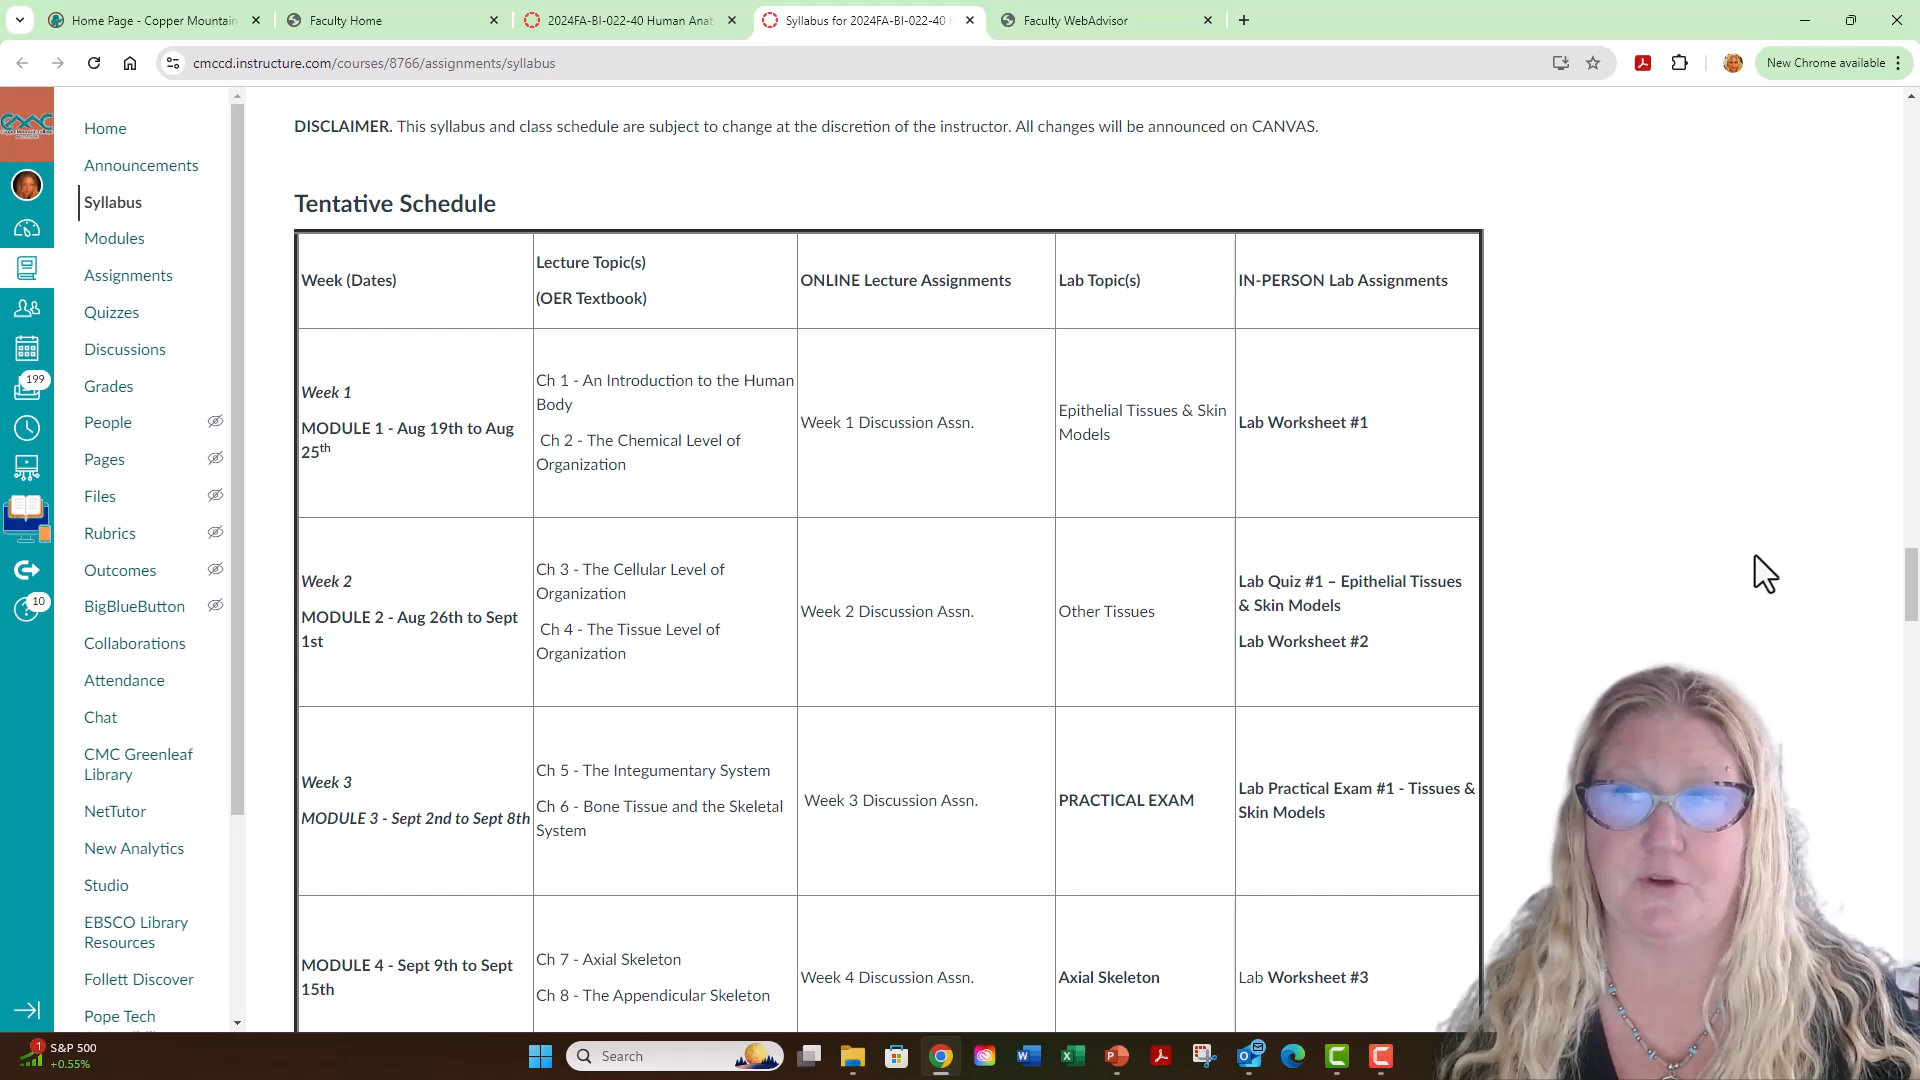 Home Page - Copper Mountain
Faculty Home
2024FA-BI-022-40 Human Anat
Syllabus for 2024FA-BI-022-40 H
Faculty WebAdvisor
cmccd.instructure.com/courses/8766/assignments/syllabus
New Chrome available
CMC
Home
Announcements
Syllabus
Modules
Assignments
Quizzes
Discussions
Grades
People
Pages
Files
Rubrics
Outcomes
BigBlueButton
Collaborations
Attendance
Chat
CMC Greenleaf
Library
NetTutor
New Analytics
Studio
EBSCO Library
Resources
Follett Discover
Pope Tech
199
10
DISCLAIMER. This syllabus and class schedule are subject to change at the discretion of the instructor. All changes will be announced on CANVAS.
Tentative Schedule
Week (Dates)
Lecture Topic(s)
(OER Textbook)
ONLINE Lecture Assignments
Lab Topic(s)
IN-PERSON Lab Assignments
Week 1
MODULE 1 - Aug 19th to Aug
25th
Ch 1 - An Introduction to the Human
Body
Ch 2 - The Chemical Level of
Organization
Week 1 Discussion Assn.
Epithelial Tissues & Skin
Models
Lab Worksheet #1
Week 2
MODULE 2 - Aug 26th to Sept
1st
Ch 3 - The Cellular Level of
Organization
Ch 4 - The Tissue Level of
Organization
Week 2 Discussion Assn.
Other Tissues
Lab Quiz #1 – Epithelial Tissues
& Skin Models
Lab Worksheet #2
Week 3
MODULE 3 - Sept 2nd to Sept 8th
Ch 5 - The Integumentary System
Ch 6 - Bone Tissue and the Skeletal
System
Week 3 Discussion Assn.
PRACTICAL EXAM
Lab Practical Exam #1 - Tissues &
Skin Models
MODULE 4 - Sept 9th to Sept
15th
Ch 7 - Axial Skeleton
Ch 8 - The Appendicular Skeleton
Week 4 Discussion Assn.
Axial Skeleton
Lab Worksheet #3
1
S&P 500
+0.55%
Search